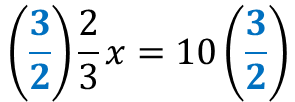 (3/2) 2/3 x = 10 (3/2)